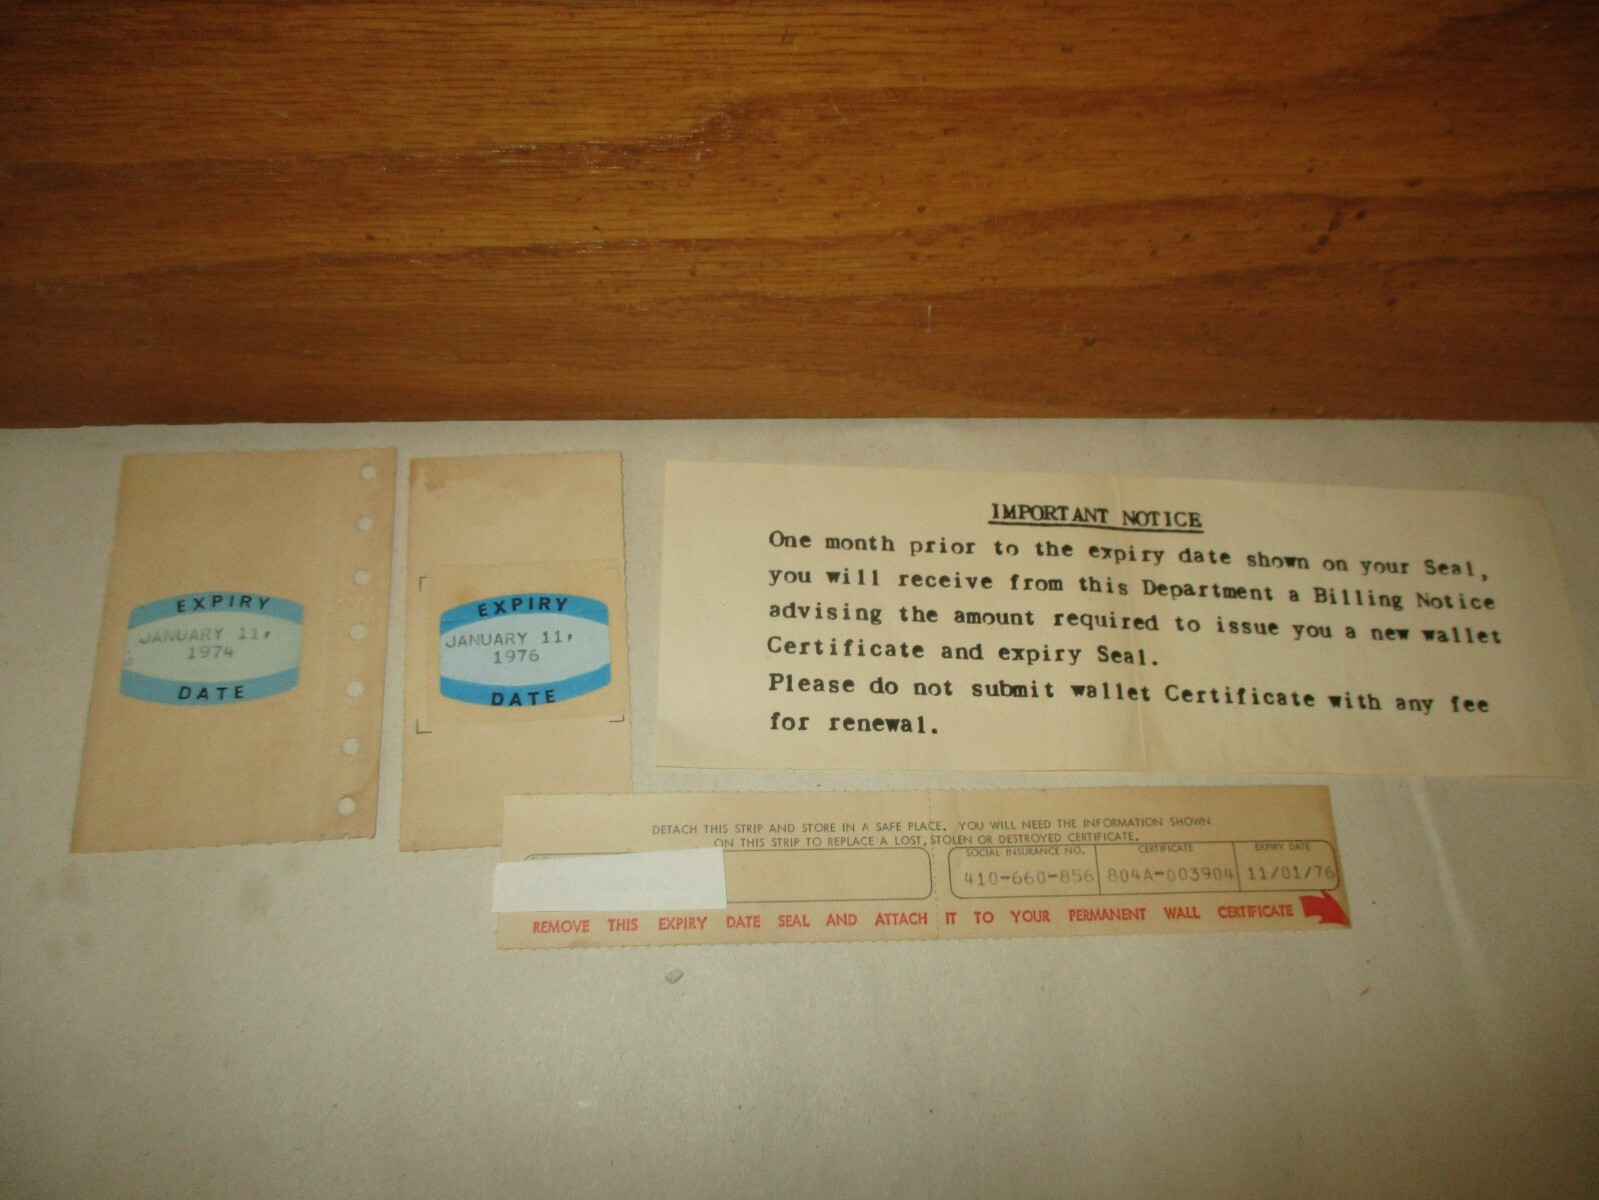 EXPIRY
JANUARY 11,
1974
DATE
EXPIRY
JANUARY 11,
1976
DATE
IMPORTANT NOTICE
One month prior to the expiry date shown on your Seal,
you will receive from this Department a Billing Notice
advising the amount required to issue you a new wallet
Certificate and expiry Seal.
Please do not submit wallet Certificate with any fee
for renewal.
DETACH THIS STRIP AND STORE IN A SAFE PLACE. YOU WILL NEED THE INFORMATION SHOWN
ON THIS STRIP TO REPLACE A LOST, STOLEN OR DESTROYED CERTIFICATE.
SOCIAL INSURANCE NO. CERTIFICATE EXPIRY DATE
410-660-856 804A-003904 11/01/76
REMOVE THIS EXPIRY DATE SEAL AND ATTACH IT TO YOUR PERMANENT WALL CERTIFICATE